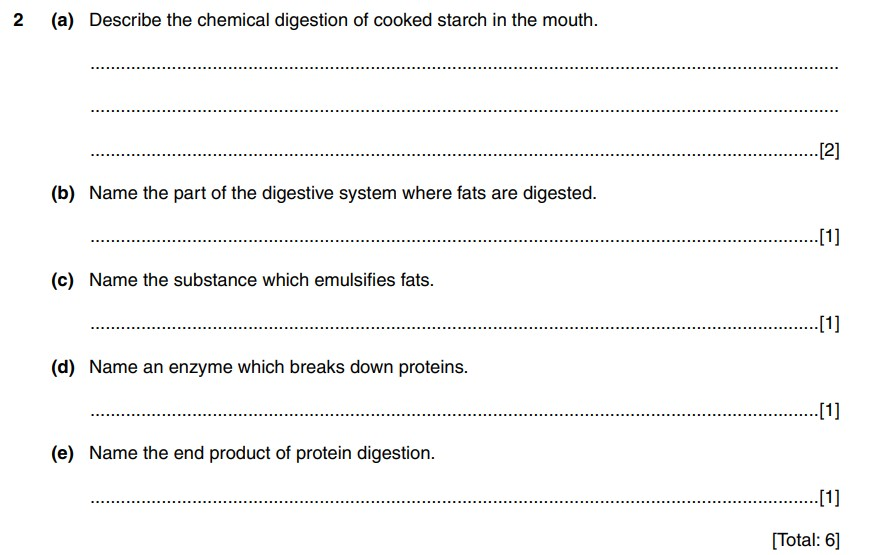 2 (a) Describe the chemical digestion of cooked starch in the mouth.
..........................................................................................
..........................................................................................
..........................................................................................[2]
(b) Name the part of the digestive system where fats are digested.
..........................................................................................[1]
(c) Name the substance which emulsifies fats.
..........................................................................................[1]
(d) Name an enzyme which breaks down proteins.
..........................................................................................[1]
(e) Name the end product of protein digestion.
..........................................................................................[1]
[Total: 6]